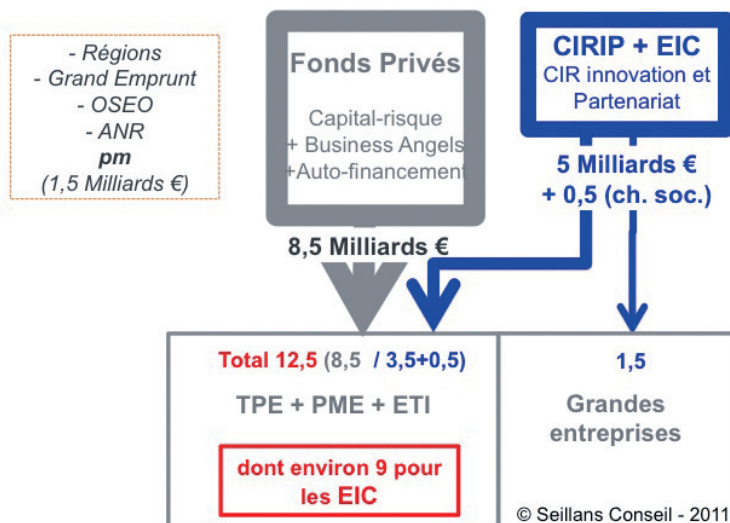 - Régions
- Grand Emprunt
- OSEO
- ANR
pm
(1,5 Milliards €)
Fonds Privés
Capital-risque
+ Business Angels
+Auto-financement
CIRIP + EIC
CIR innovation et
Partenariat
5 Milliards €
+ 0,5 (ch. soc.)
8,5 Milliards €
Total 12,5 (8,5 / 3,5+0,5)
TPE + PME + ETI
dont environ 9 pour
les EIC
1,5
Grandes
entreprises
© Seillans Conseil - 2011